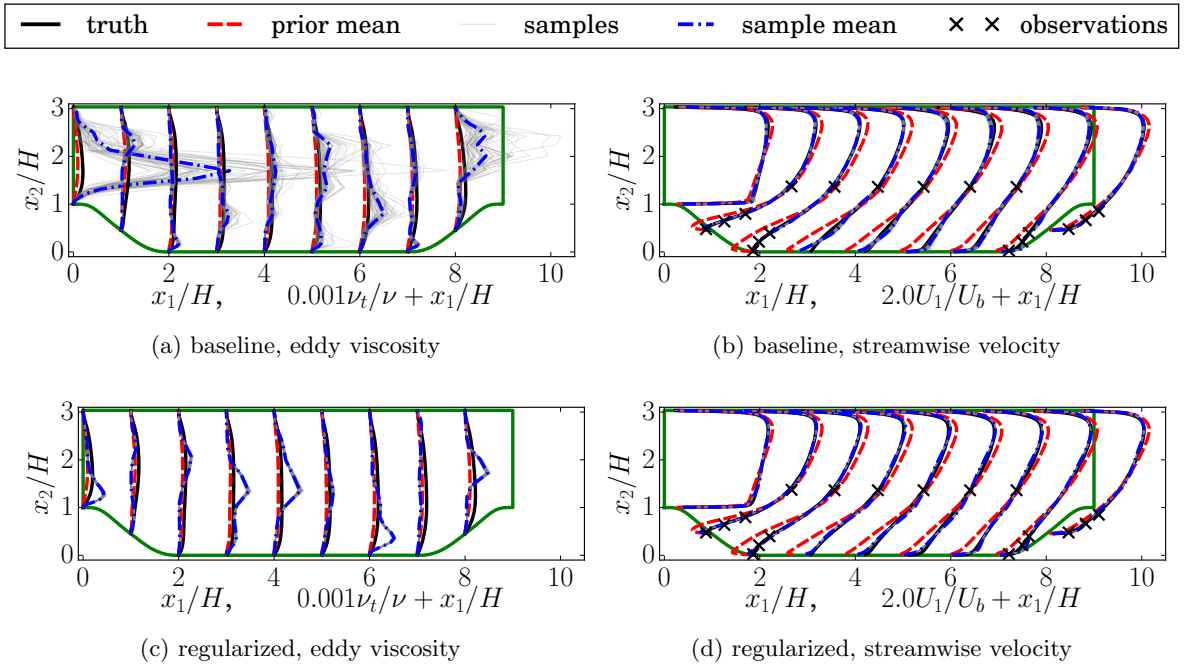 truth prior mean samples sample mean observations
3
2
1
0
x₂/H
0 2 4 6 8 10
x₁/H, 0.001νₜ/ν + x₁/H
(a) baseline, eddy viscosity
3
2
1
0
x₂/H
0 2 4 6 8 10
x₁/H, 2.0U₁/U_b + x₁/H
(b) baseline, streamwise velocity
3
2
1
0
x₂/H
0 2 4 6 8 10
x₁/H, 0.001νₜ/ν + x₁/H
(c) regularized, eddy viscosity
3
2
1
0
x₂/H
0 2 4 6 8 10
x₁/H, 2.0U₁/U_b + x₁/H
(d) regularized, streamwise velocity